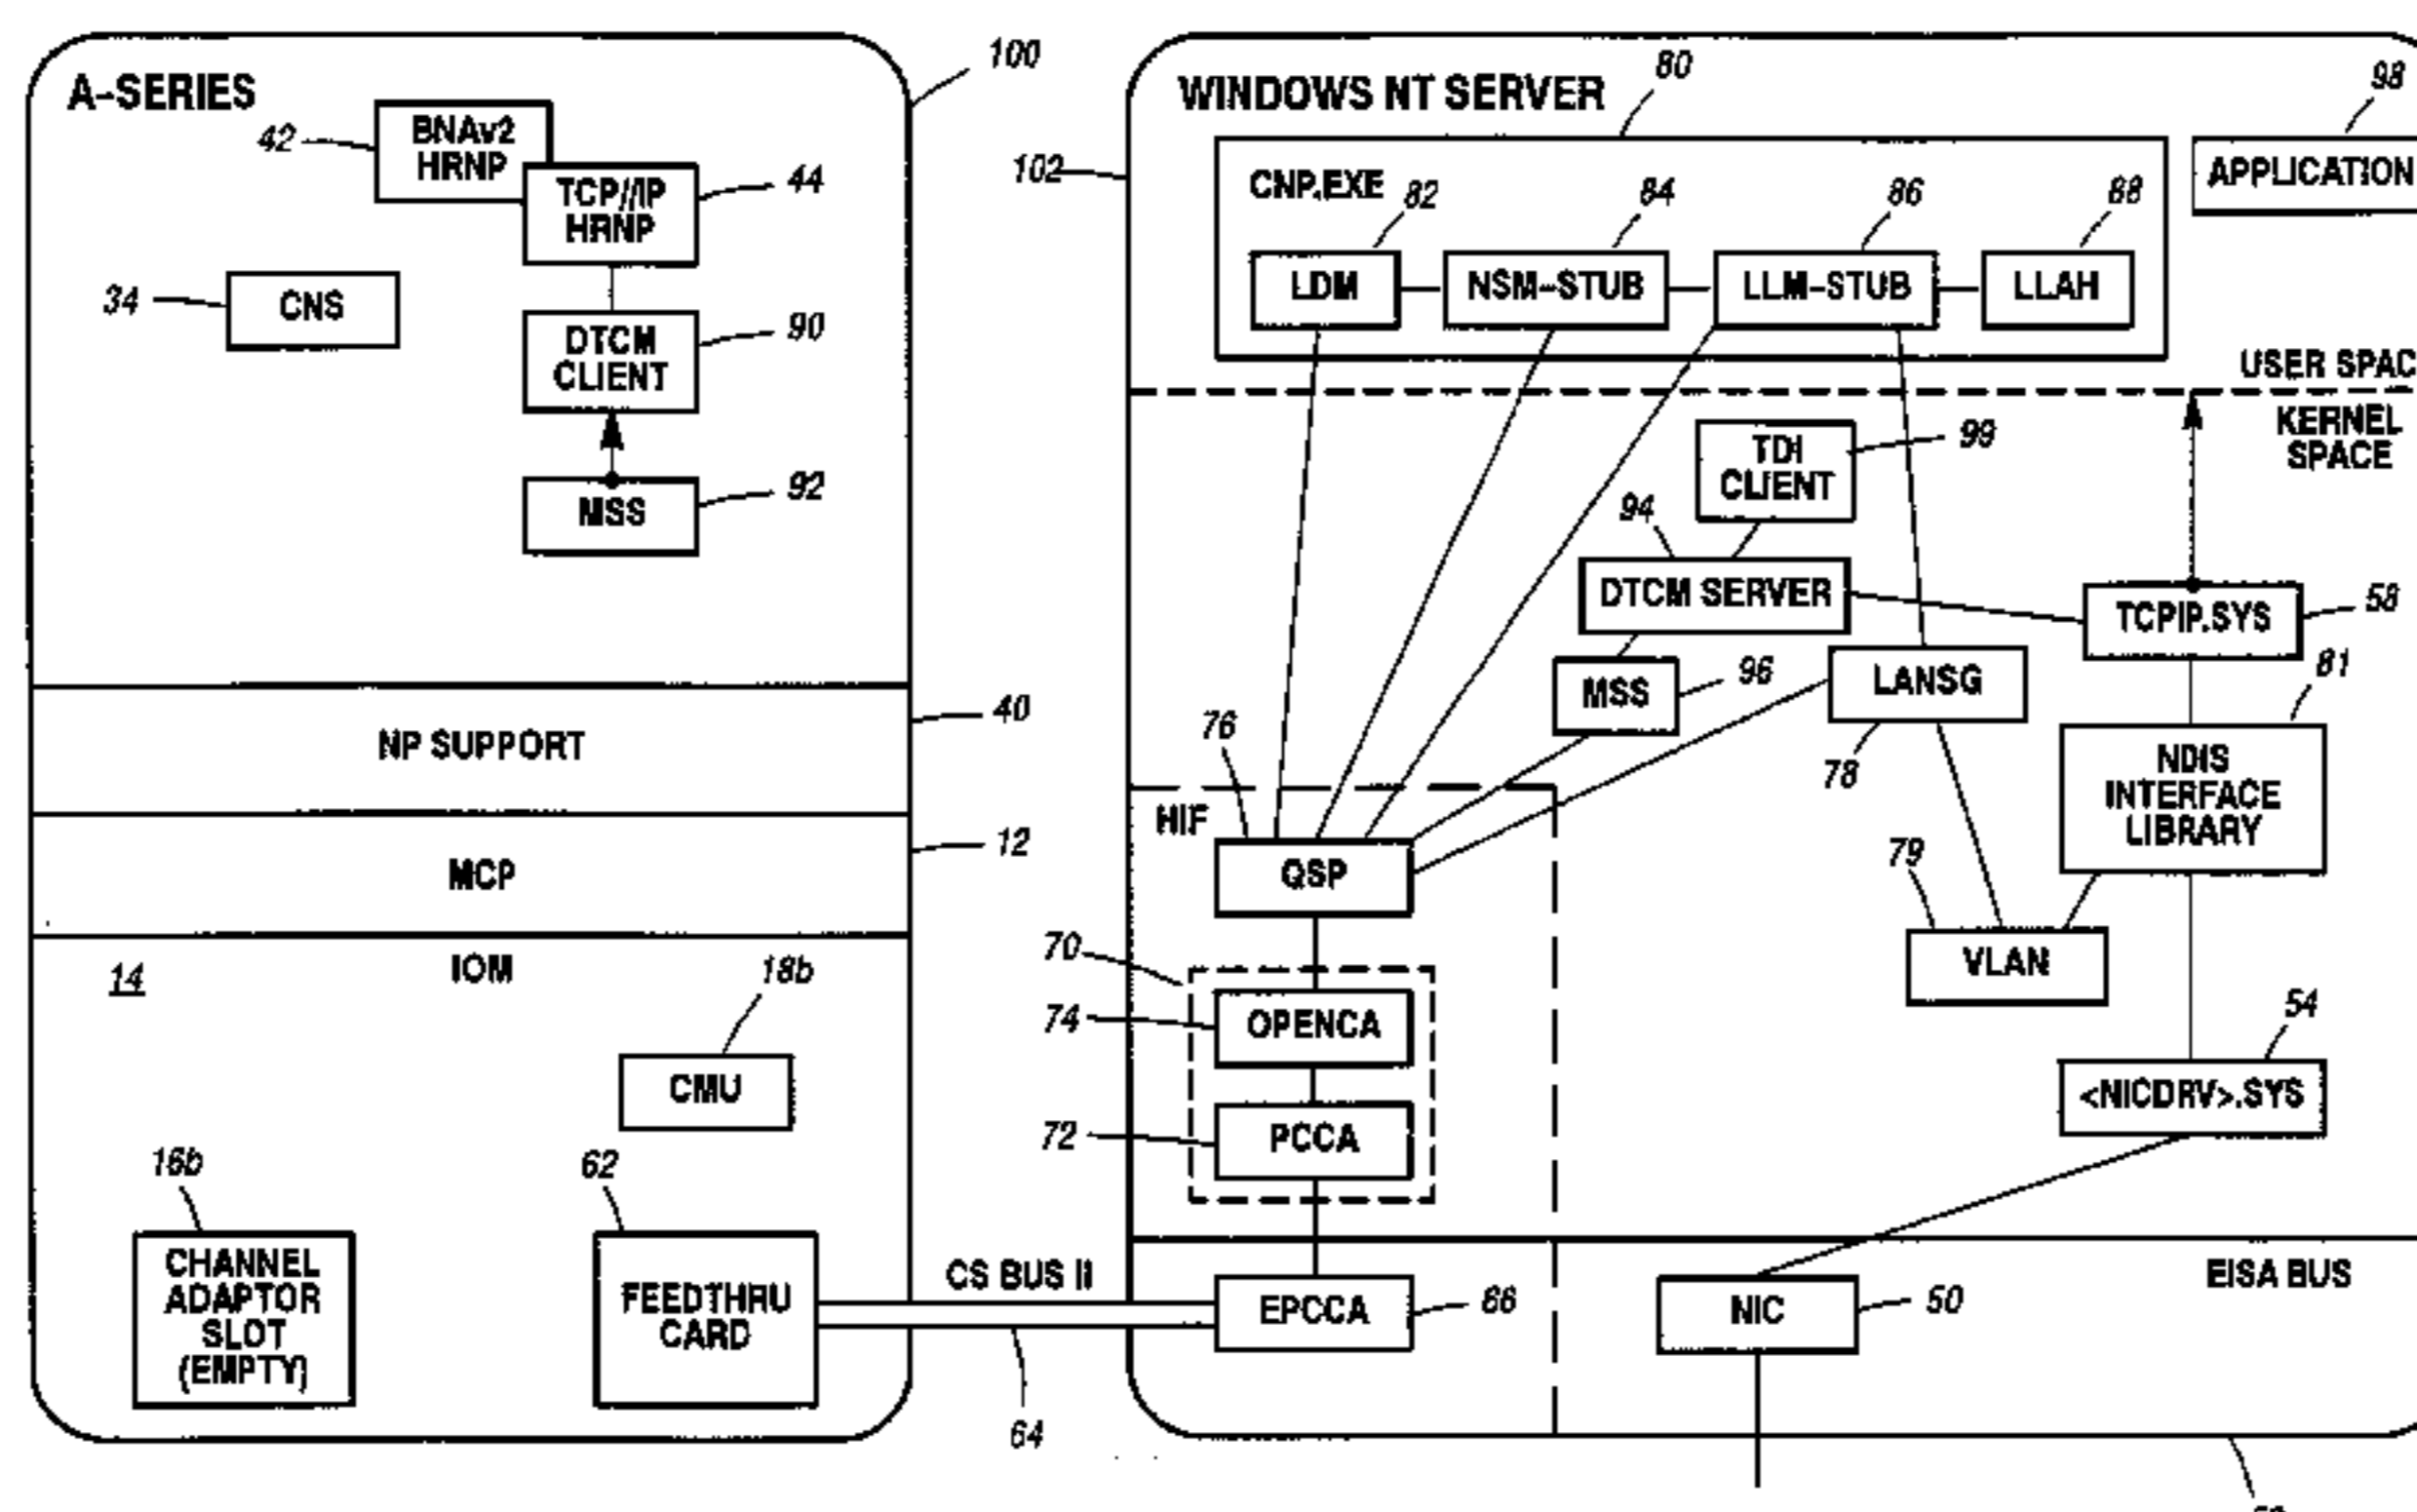 A-SERIES
100
42
BNAv2
HRNP
TCP//IP
HRNP
44
34
CNS
DTCM
CLIENT
90
MSS
92
NP SUPPORT
40
MCP
12
14
IOM
18b
CMU
16b
CHANNEL
ADAPTOR
SLOT
(EMPTY)
62
FEEDTHRU
CARD
CS BUS II
64
WINDOWS NT SERVER
102
80
98
APPLICATION
CNP.EXE
82
84
86
88
LDM
NSM-STUB
LLM-STUB
LLAH
USER SPAC
KERNEL
SPACE
TDI
CLIENT
99
94
DTCM SERVER
TCPIP.SYS
58
MSS
96
LANSG
78
81
NDIS
INTERFACE
LIBRARY
76
HIF
QSP
79
VLAN
70
74
OPENCA
54
<NICDRV>.SYS
72
PCCA
EISA BUS
EPCCA
66
NIC
50